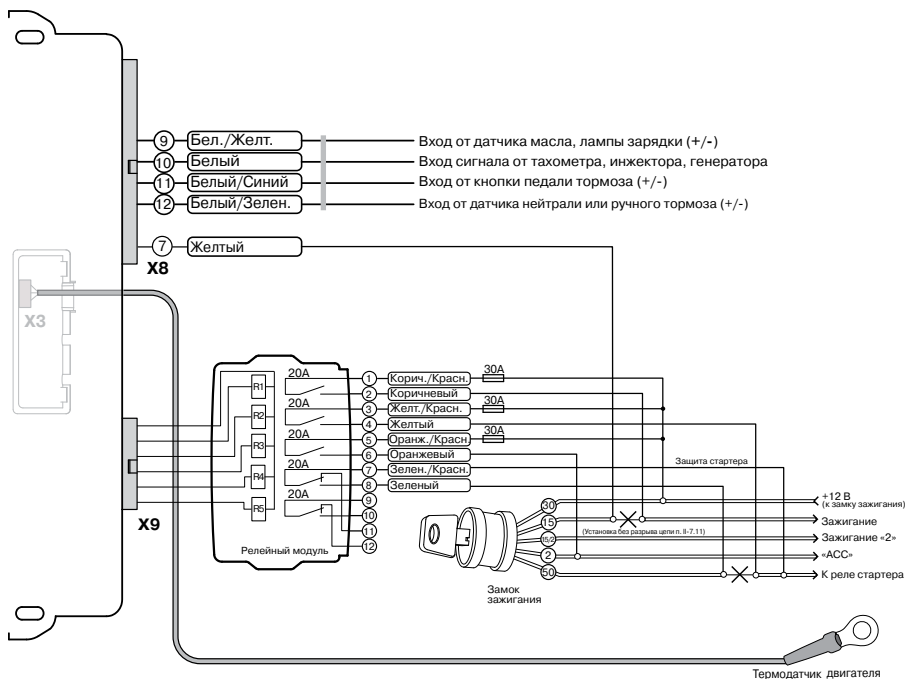 9 Бел./Желт. Вход от датчика масла, лампы зарядки (+/-)
10 Белый Вход сигнала от тахометра, инжектора, генератора
11 Белый/Синий Вход от кнопки педали тормоза (+/-)
12 Белый/Зелен. Вход от датчика нейтрали или ручного тормоза (+/-)
7 Желтый
X8
X3
20A 1 Корич./Красн. 30A
R1 2 Коричневый
20A 3 Желт./Красн. 30A
R2 4 Желтый
20A 5 Оранж./Красн 30A
R3 6 Оранжевый
20A 7 Зелен./Красн. Защита стартера
R4 8 Зеленый
20A 9
R5 10
11
12
X9
Релейный модуль
30 +12 В
(к замку зажигания)
15 Зажигание
(Установка без разрыва цепи п. II-7.11)
15/2 Зажигание «2»
2 «ACC»
50 К реле стартера
Замок
зажигания
Термодатчик двигателя